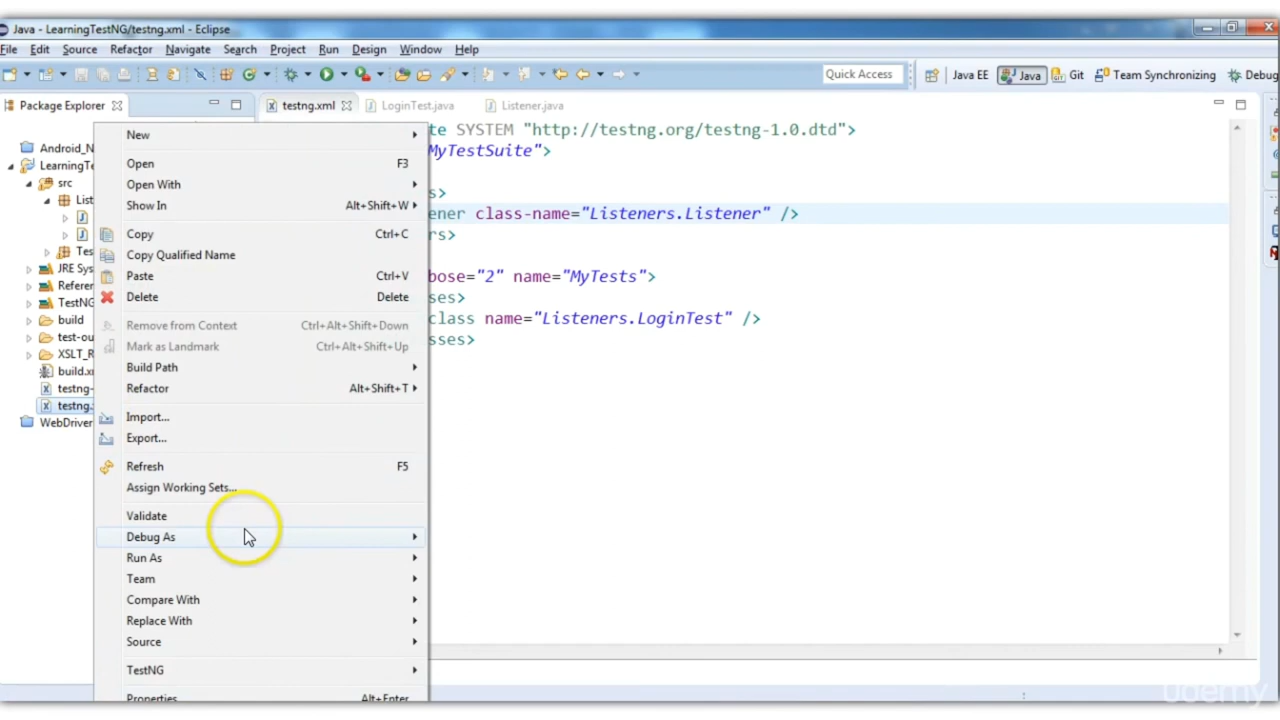 Java - LearningTestNG/testng.xml - Eclipse
File Edit Source Refactor Navigate Search Project Run Design Window Help
Quick Access Java EE Java Git Team Synchronizing Debug
Package Explorer testng.xml LoginTest.java Listener.java
te SYSTEM "http://testng.org/testng-1.0.dtd">
MyTestSuite">
s>
ener class-name="Listeners.Listener" />
rs>
bose="2" name="MyTests">
ses>
class name="Listeners.LoginTest" />
sses>
Android_N
LearningTe
src
List
Tes
JRE Sys
Referen
TestNG
build
test-ou
XSLT_R
build.xm
testng-
testng.
WebDriver
New
Open F3
Open With
Show In Alt+Shift+W
Copy Ctrl+C
Copy Qualified Name
Paste Ctrl+V
Delete Delete
Remove from Context Ctrl+Alt+Shift+Down
Mark as Landmark Ctrl+Alt+Shift+Up
Build Path
Refactor Alt+Shift+T
Import...
Export...
Refresh F5
Assign Working Sets...
Validate
Debug As
Run As
Team
Compare With
Replace With
Source
TestNG
Properties Alt+Enter
udemy